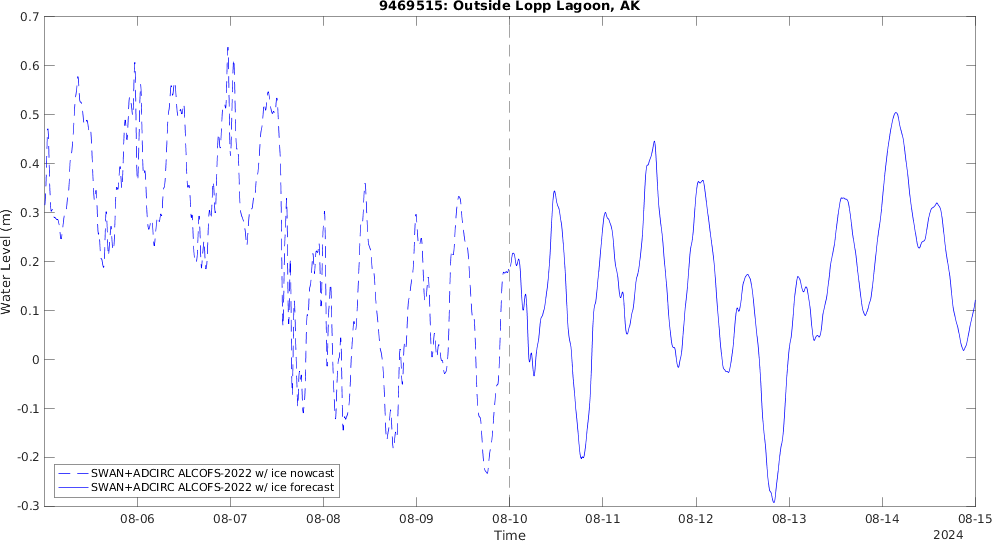 9469515: Outside Lopp Lagoon, AK
0.7
0.6
0.5
0.4
0.3
0.2
0.1
0
-0.1
-0.2
-0.3
Water Level (m)
SWAN+ADCIRC ALCOFS-2022 w/ ice nowcast
SWAN+ADCIRC ALCOFS-2022 w/ ice forecast
08-06 08-07 08-08 08-09 08-10 08-11 08-12 08-13 08-14 08-15
Time
2024